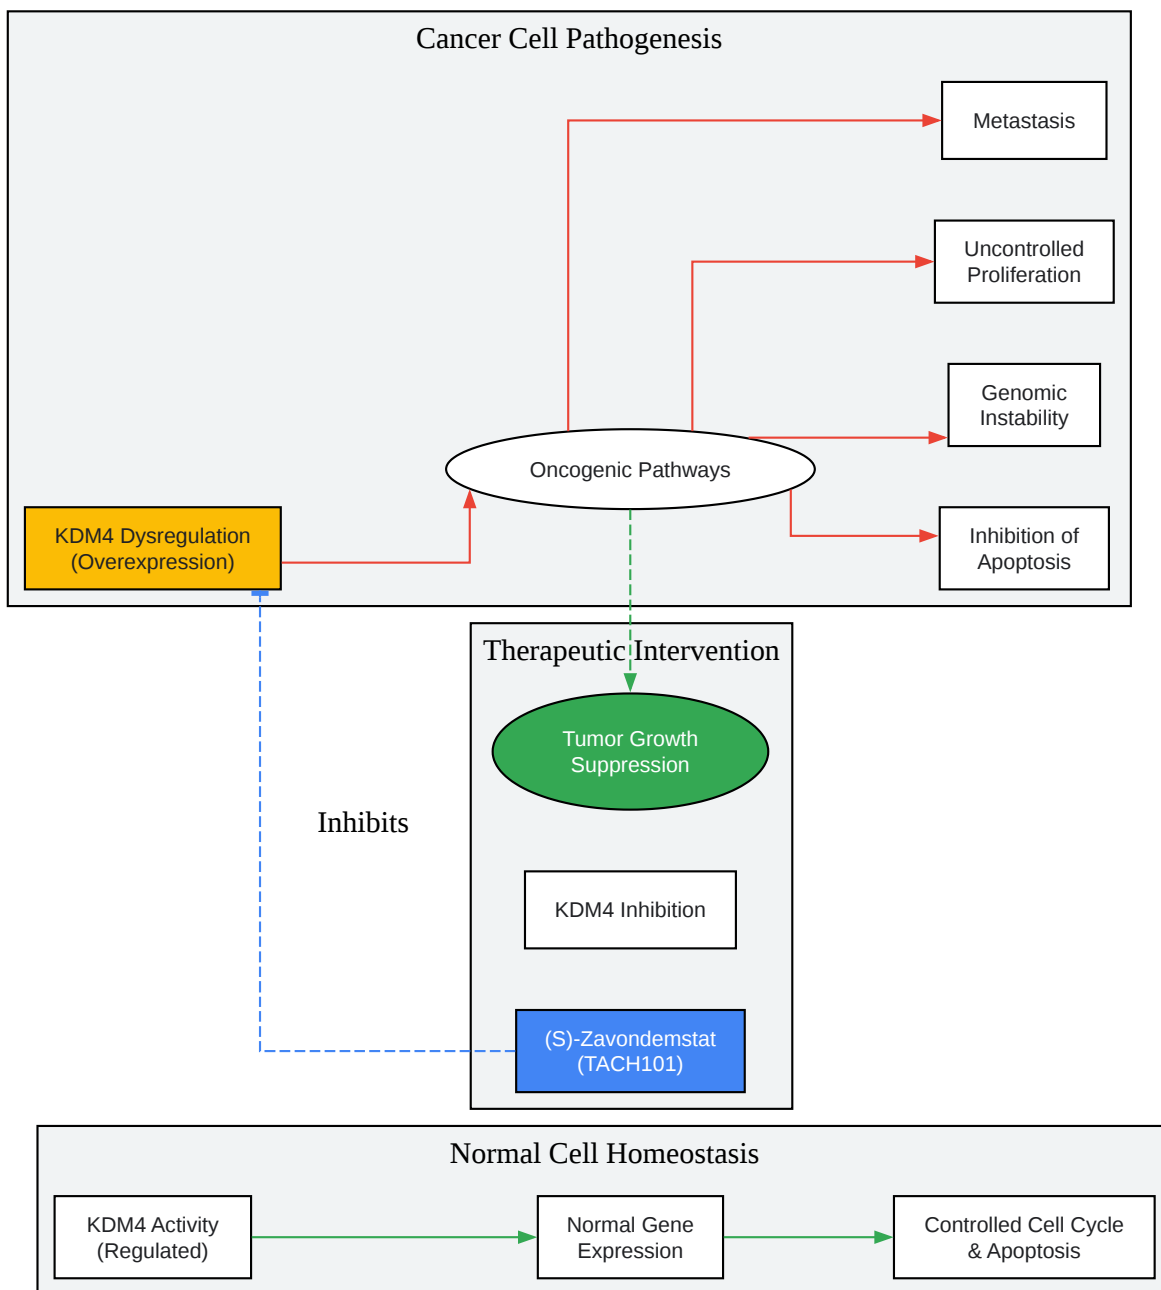 Cancer Cell Pathogenesis
Metastasis
Uncontrolled
Proliferation
Genomic
Instability
Oncogenic Pathways
KDM4 Dysregulation
(Overexpression)
Inhibition of
Apoptosis
Therapeutic Intervention
Tumor Growth
Suppression
Inhibits
KDM4 Inhibition
(S)-Zavondemstat
(TACH101)
Normal Cell Homeostasis
KDM4 Activity
(Regulated)
Normal Gene
Expression
Controlled Cell Cycle
& Apoptosis